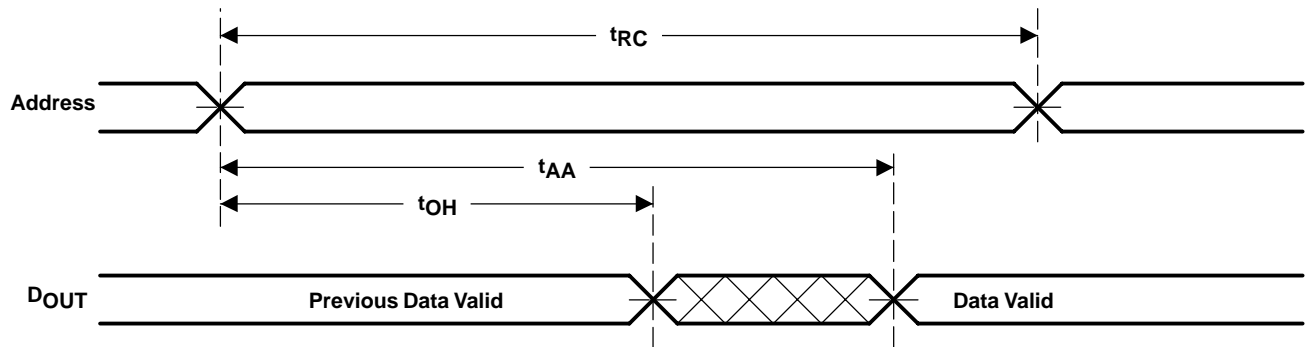 tRC
Address
tAA
tOH
DOUT
Previous Data Valid
Data Valid